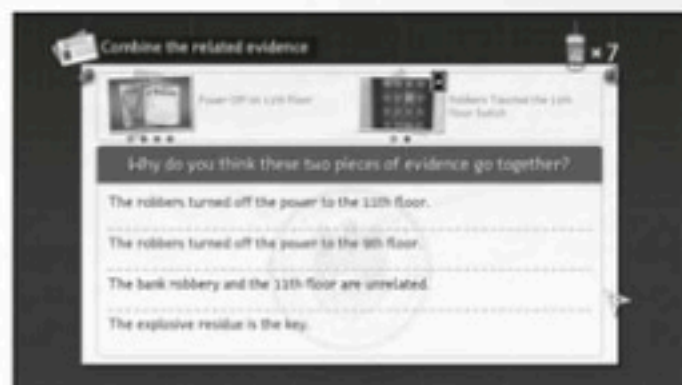 Combine the related evidence
× 7
Power Off on 11th Floor
Robbers Touched the 11th
Floor Switch
Why do you think these two pieces of evidence go together?
The robbers turned off the power to the 11th floor.
The robbers turned off the power to the 9th floor.
The bank robbery and the 11th floor are unrelated.
The explosive residue is the key.